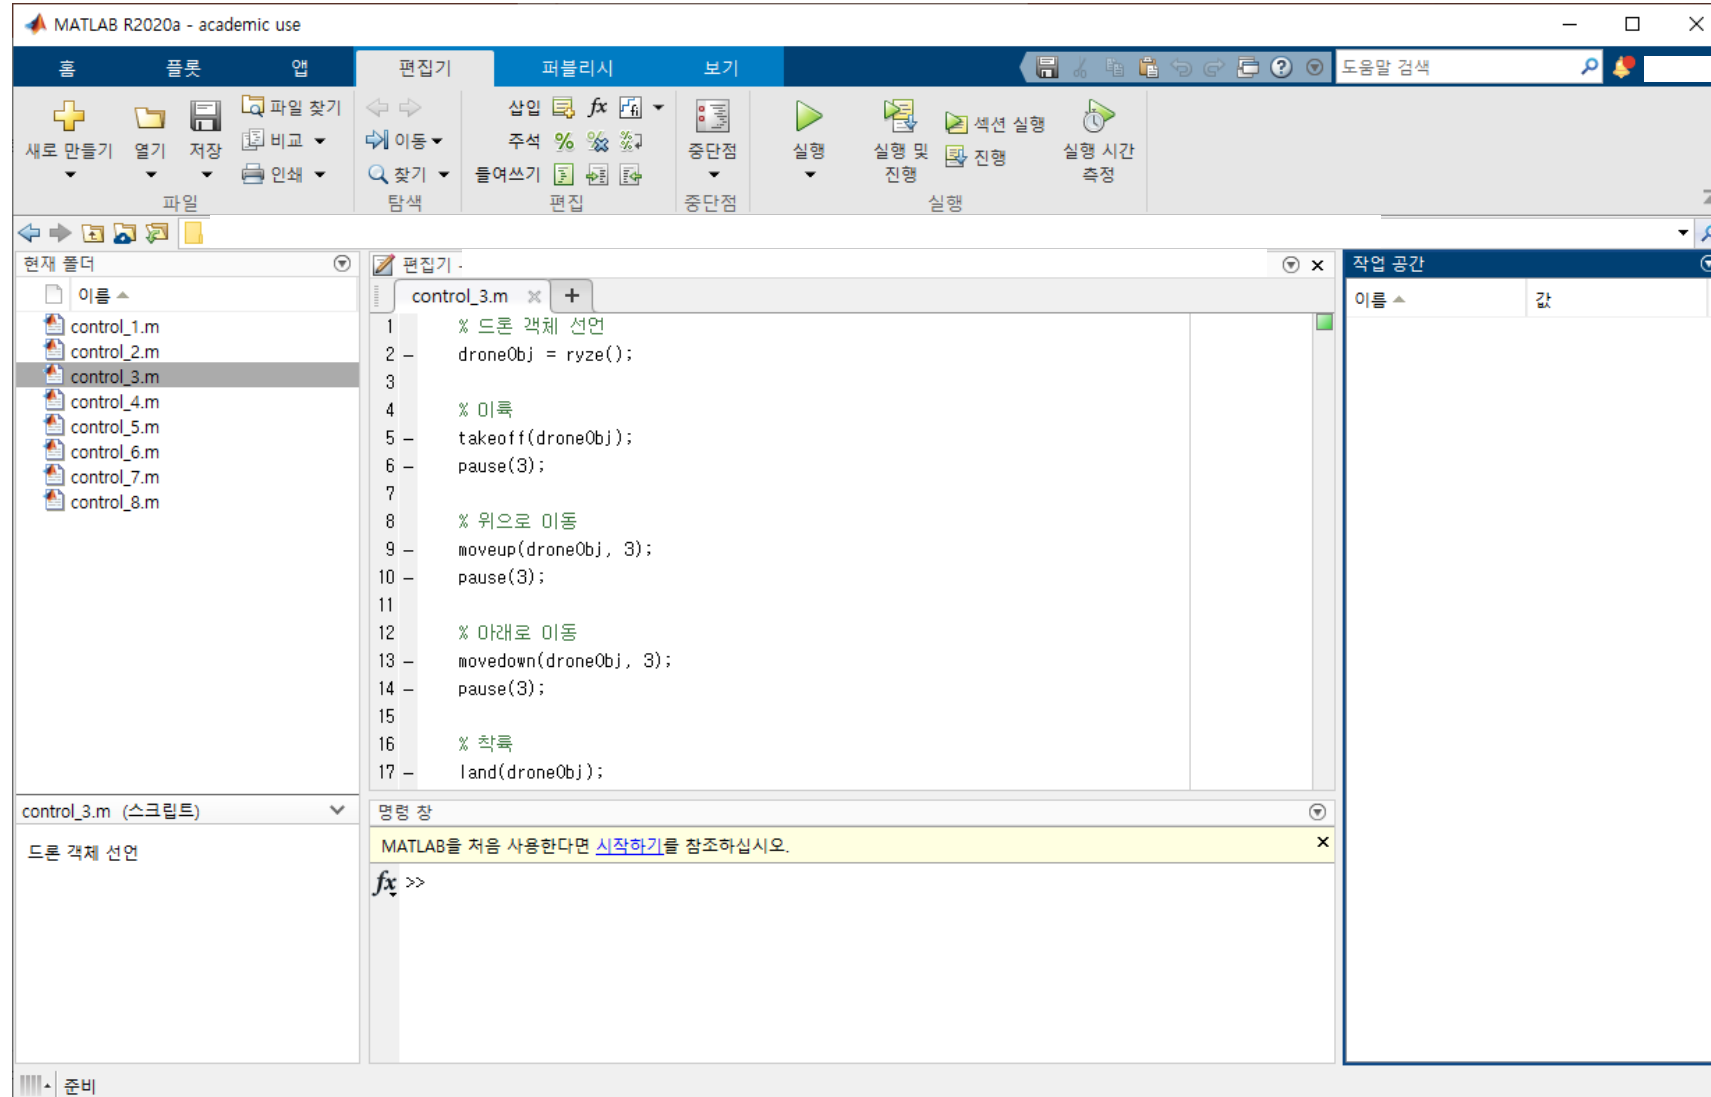 MATLAB R2020a - academic use
홈 플롯 앱 편집기 퍼블리시 보기 도움말 검색
새로 만들기 열기 저장 파일 찾기 비교 인쇄
파일
이동 찾기
탐색
삽입 fx fi
주석 % % %
들여쓰기
편집
중단점
중단점
실행 실행 및 진행 섹션 실행 진행 실행 시간 측정
실행
현재 폴더
이름
control_1.m
control_2.m
control_3.m
control_4.m
control_5.m
control_6.m
control_7.m
control_8.m
control_3.m (스크립트)
드론 객체 선언
편집기 -
control_3.m +
1 % 드론 객체 선언
2 – droneObj = ryze();
3
4 % 이륙
5 – takeoff(droneObj);
6 – pause(3);
7
8 % 위으로 이동
9 – moveup(droneObj, 3);
10 – pause(3);
11
12 % 아래로 이동
13 – movedown(droneObj, 3);
14 – pause(3);
15
16 % 착륙
17 – land(droneObj);
명령 창
MATLAB을 처음 사용한다면 시작하기를 참조하십시오.
fx >>
작업 공간
이름 값
준비